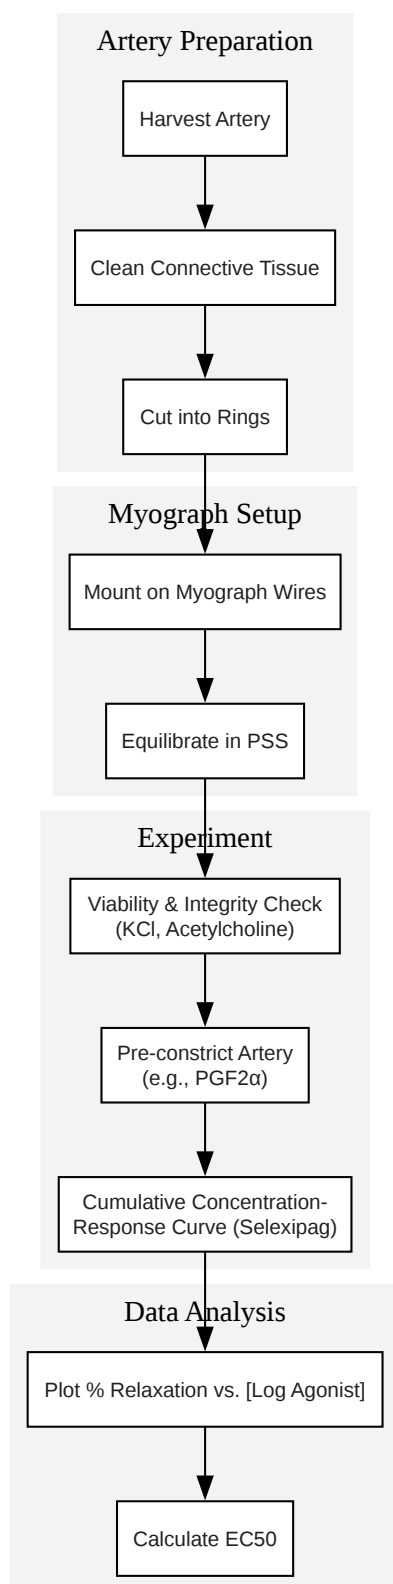 Artery Preparation
Harvest Artery
Clean Connective Tissue
Cut into Rings
Myograph Setup
Mount on Myograph Wires
Equilibrate in PSS
Experiment
Viability & Integrity Check
(KCl, Acetylcholine)
Pre-constrict Artery
(e.g., PGF2α)
Cumulative Concentration-
Response Curve (Selexipag)
Data Analysis
Plot % Relaxation vs. [Log Agonist]
Calculate EC50